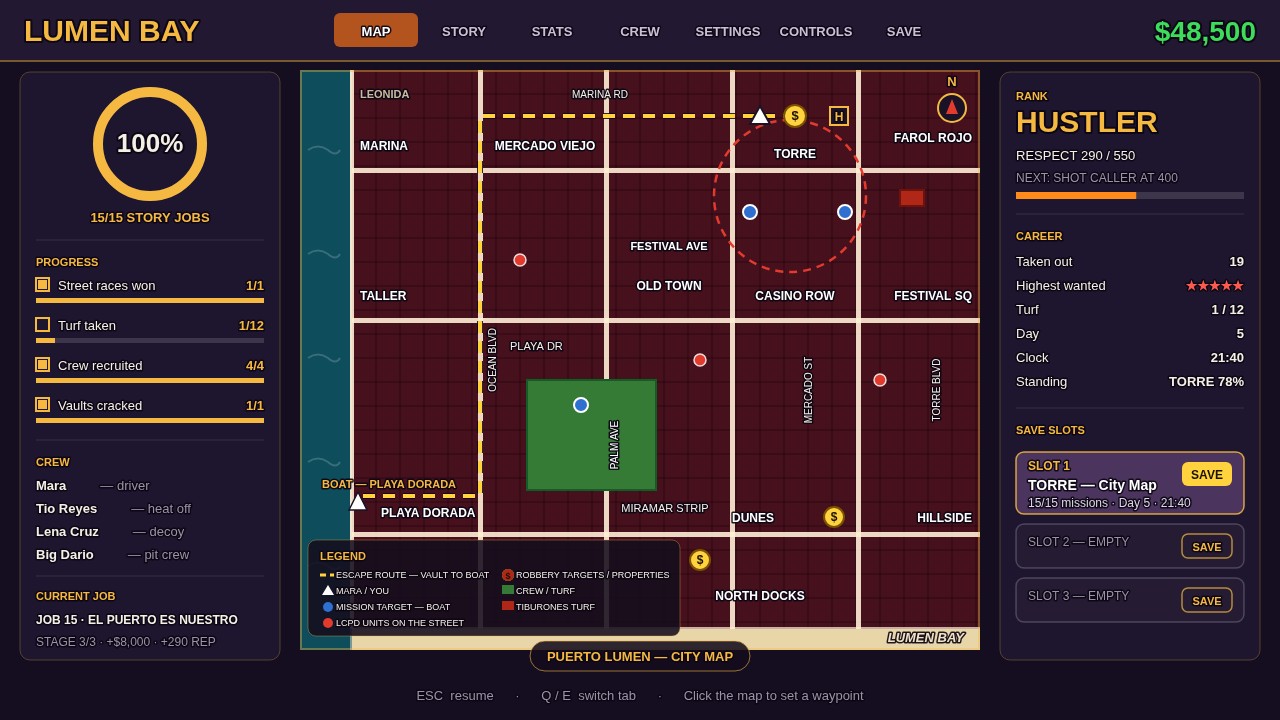 LUMEN BAY
MAP
STORY
STATS
CREW
SETTINGS
CONTROLS
SAVE
$48,500
100%
15/15 STORY JOBS
PROGRESS
Street races won 1/1
Turf taken 1/12
Crew recruited 4/4
Vaults cracked 1/1
CREW
Mara — driver
Tio Reyes — heat off
Lena Cruz — decoy
Big Dario — pit crew
CURRENT JOB
JOB 15 · EL PUERTO ES NUESTRO
STAGE 3/3 · +$8,000 · +290 REP
LEONIDA
MARINA RD
N
$
H
MARINA
MERCADO VIEJO
TORRE
FAROL ROJO
FESTIVAL AVE
OLD TOWN
TALLER
CASINO ROW
FESTIVAL SQ
OCEAN BLVD
PLAYA DR
MERCADO ST
TORRE BLVD
PALM AVE
BOAT — PLAYA DORADA
PLAYA DORADA
MIRAMAR STRIP
DUNES
$
HILLSIDE
$
NORTH DOCKS
LEGEND
ESCAPE ROUTE — VAULT TO BOAT
$ ROBBERY TARGETS / PROPERTIES
MARA / YOU
CREW / TURF
MISSION TARGET — BOAT
TIBURONES TURF
LCPD UNITS ON THE STREET
LUMEN BAY
PUERTO LUMEN — CITY MAP
RANK
HUSTLER
RESPECT 290 / 550
NEXT: SHOT CALLER AT 400
CAREER
Taken out 19
Highest wanted ★★★★★
Turf 1 / 12
Day 5
Clock 21:40
Standing TORRE 78%
SAVE SLOTS
SLOT 1
TORRE — City Map
15/15 missions · Day 5 · 21:40
SAVE
SLOT 2 — EMPTY
SAVE
SLOT 3 — EMPTY
SAVE
ESC resume · Q / E switch tab · Click the map to set a waypoint